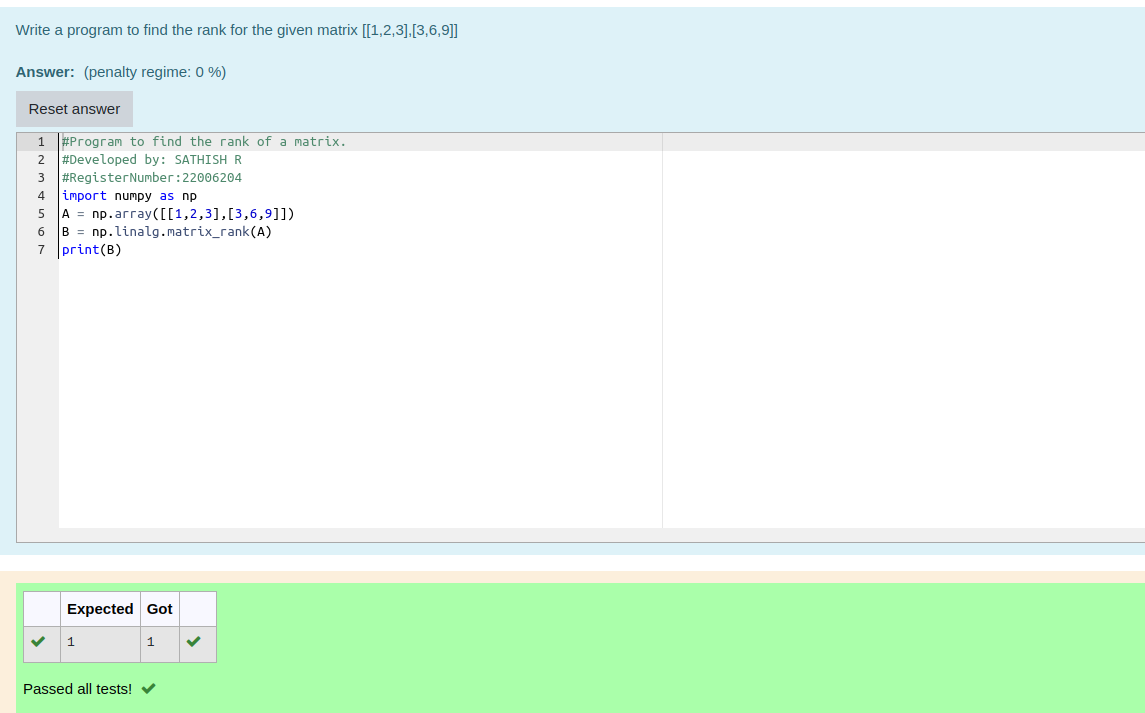 Write a program to find the rank for the given matrix [[1,2,3],[3,6,9]]
Answer: (penalty regime: 0 %)
Reset answer
1 #Program to find the rank of a matrix.
2 #Developed by: SATHISH R
3 #RegisterNumber:22006204
4 import numpy as np
5 A = np.array([[1,2,3],[3,6,9]])
6 B = np.linalg.matrix_rank(A)
7 print(B)
Expected Got
1 1
Passed all tests!